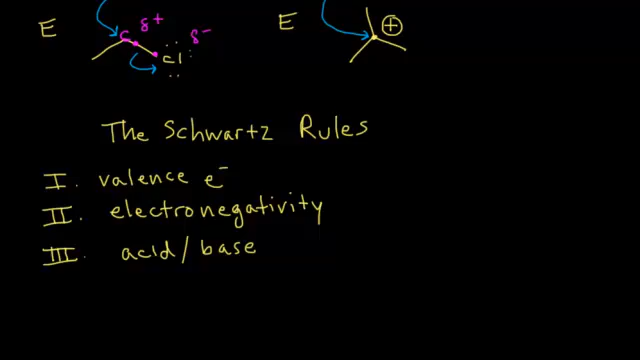 E C δ+ Cl δ-
E +
The Schwartz Rules
I. valence e-
II. electronegativity
III. acid/base